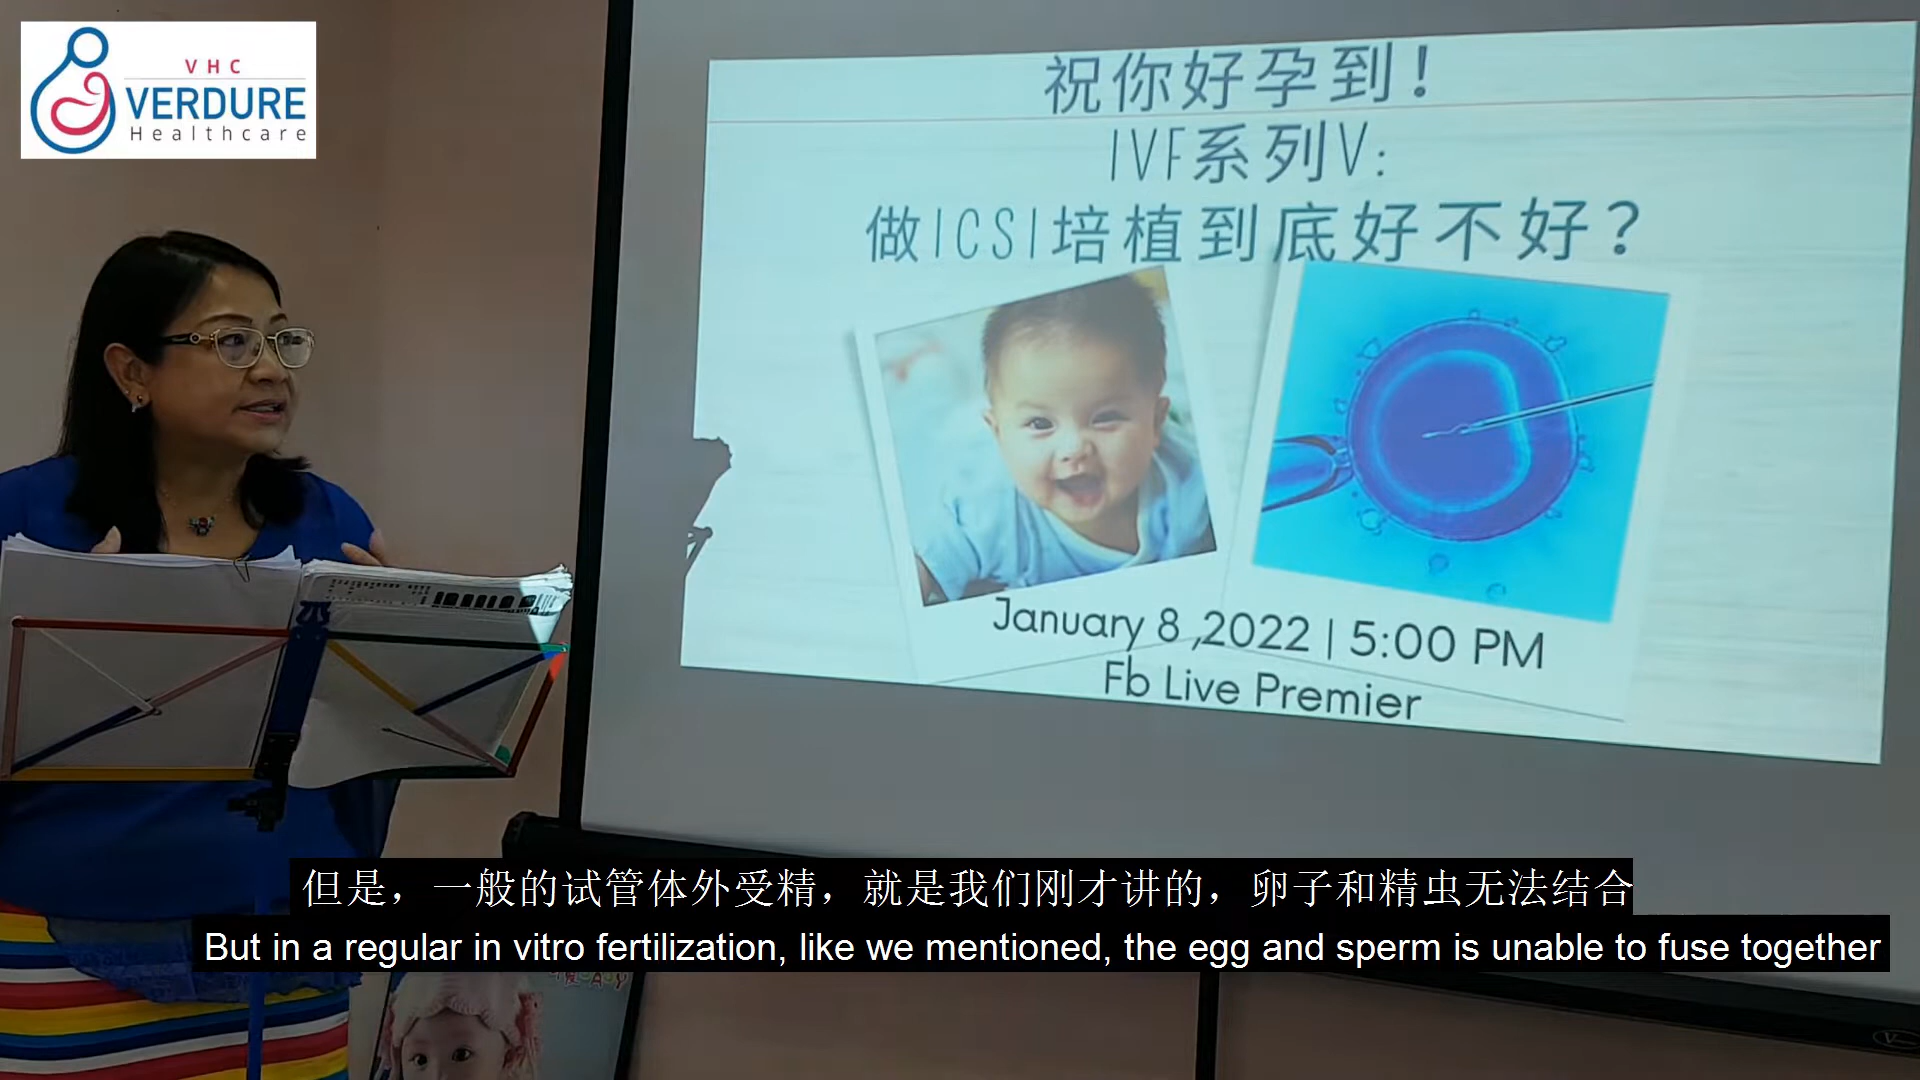 VHC
VERDURE
Healthcare
祝你好孕到！
IVF系列V:
做ICSI培植到底好不好？
January 8 ,2022 | 5:00 PM
Fb Live Premier
但是，一般的试管体外受精，就是我们刚才讲的，卵子和精虫无法结合
But in a regular in vitro fertilization, like we mentioned, the egg and sperm is unable to fuse together